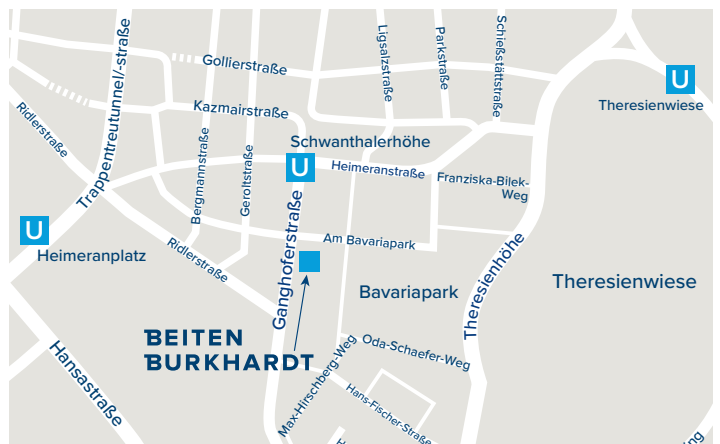 Gollierstraße
Ligsalzstraße
Parkstraße
Schießstättstraße
U
Theresienwiese
Kazmairstraße
Ridlerstraße
Trappentreutunnel/-straße
Bergmannstraße
Geroltstraße
Schwanthalerhöhe
U
Heimeranstraße
Franziska-Bilek-
Weg
U
Heimeranplatz
Ridlerstraße
Ganghoferstraße
Am Bavariapark
Bavariapark
Theresienhöhe
Theresienwiese
BEITEN
BURKHARDT
Hansastraße
Max-Hirschberg-Weg
Oda-Schaefer-Weg
Hans-Fischer-Straße